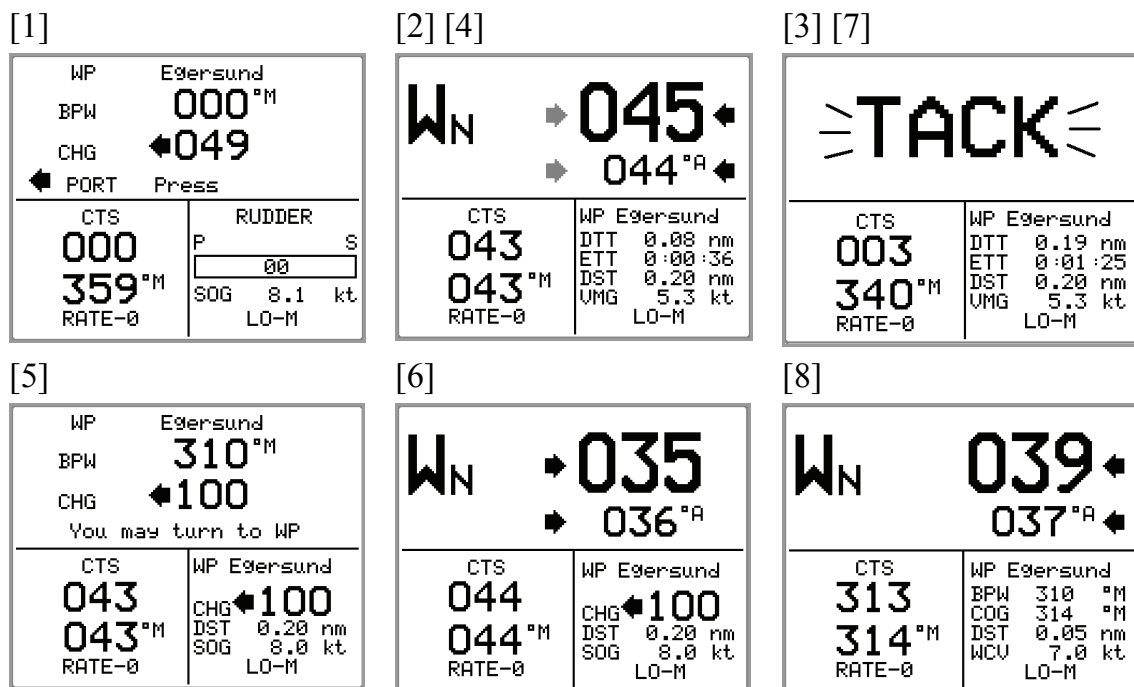 [1]
WP Egersund
BPW 000°M
CHG 049
PORT Press
CTS
000
359°M
RATE-0
RUDDER
P S
00
SOG 8.1 kt
LO-M
[2] [4]
WN 045
044°A
CTS
043
043°M
RATE-0
WP Egersund
DTT 0.08 nm
ETT 0:00:36
DST 0.20 nm
VMG 5.3 kt
LO-M
[3] [7]
TACK
CTS
003
340°M
RATE-0
WP Egersund
DTT 0.19 nm
ETT 0:01:25
DST 0.20 nm
VMG 5.3 kt
LO-M
[5]
WP Egersund
BPW 310°M
CHG 100
You may turn to WP
CTS
043
043°M
RATE-0
WP Egersund
CHG 100
DST 0.20 nm
SOG 8.0 kt
LO-M
[6]
WN 035
036°A
CTS
044
044°M
RATE-0
WP Egersund
CHG 100
DST 0.20 nm
SOG 8.0 kt
LO-M
[8]
WN 039
037°A
CTS
313
314°M
RATE-0
WP Egersund
BPW 310 °M
COG 314 °M
DST 0.05 nm
WCV 7.0 kt
LO-M